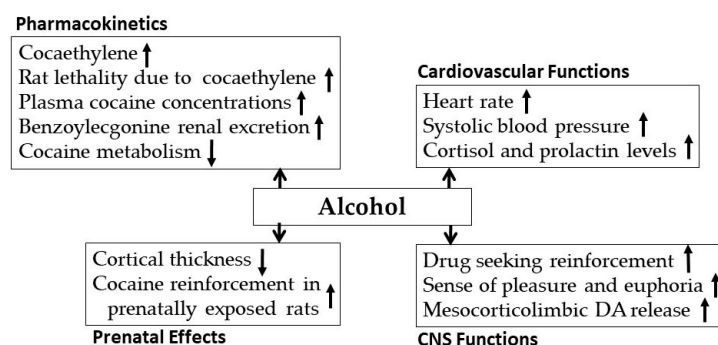 Pharmacokinetics
Cocaethylene
Rat lethality due to cocaethylene
Plasma cocaine concentrations
Benzoylecgonine renal excretion
Cocaine metabolism
Cardiovascular Functions
Heart rate
Systolic blood pressure
Cortisol and prolactin levels
Alcohol
Cortical thickness
Cocaine reinforcement in
prenatally exposed rats
Prenatal Effects
Drug seeking reinforcement
Sense of pleasure and euphoria
Mesocorticolimbic DA release
CNS Functions